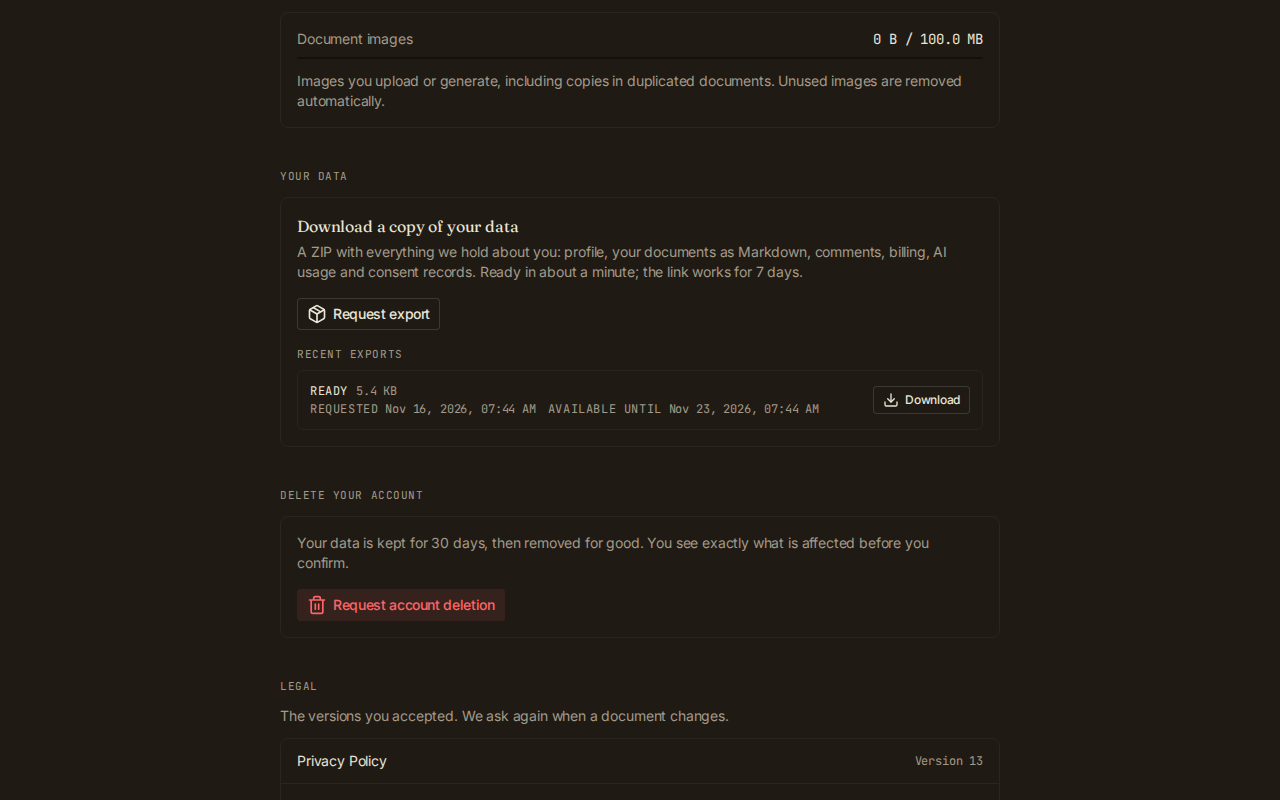 Document images
0 B / 100.0 MB
Images you upload or generate, including copies in duplicated documents. Unused images are removed
automatically.
YOUR DATA
Download a copy of your data
A ZIP with everything we hold about you: profile, your documents as Markdown, comments, billing, AI
usage and consent records. Ready in about a minute; the link works for 7 days.
Request export
RECENT EXPORTS
READY 5.4 KB
REQUESTED Nov 16, 2026, 07:44 AM AVAILABLE UNTIL Nov 23, 2026, 07:44 AM
Download
DELETE YOUR ACCOUNT
Your data is kept for 30 days, then removed for good. You see exactly what is affected before you
confirm.
Request account deletion
LEGAL
The versions you accepted. We ask again when a document changes.
Privacy Policy
Version 13